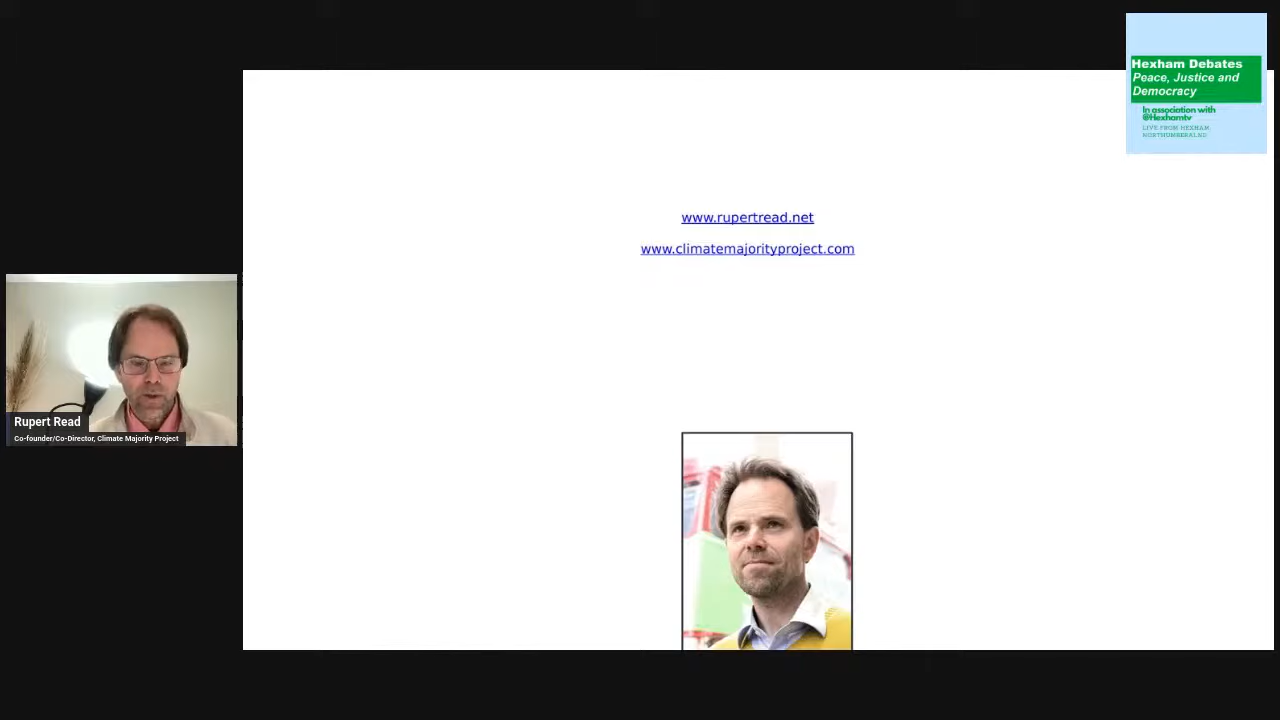 Hexham Debates
Peace, Justice and
Democracy
In association with
@Hexhamtv
LIVE FROM HEXHAM
www.rupertread.net
www.climatemajorityproject.com
Rupert Read
Co-founder/Co-Director, Climate Majority Project